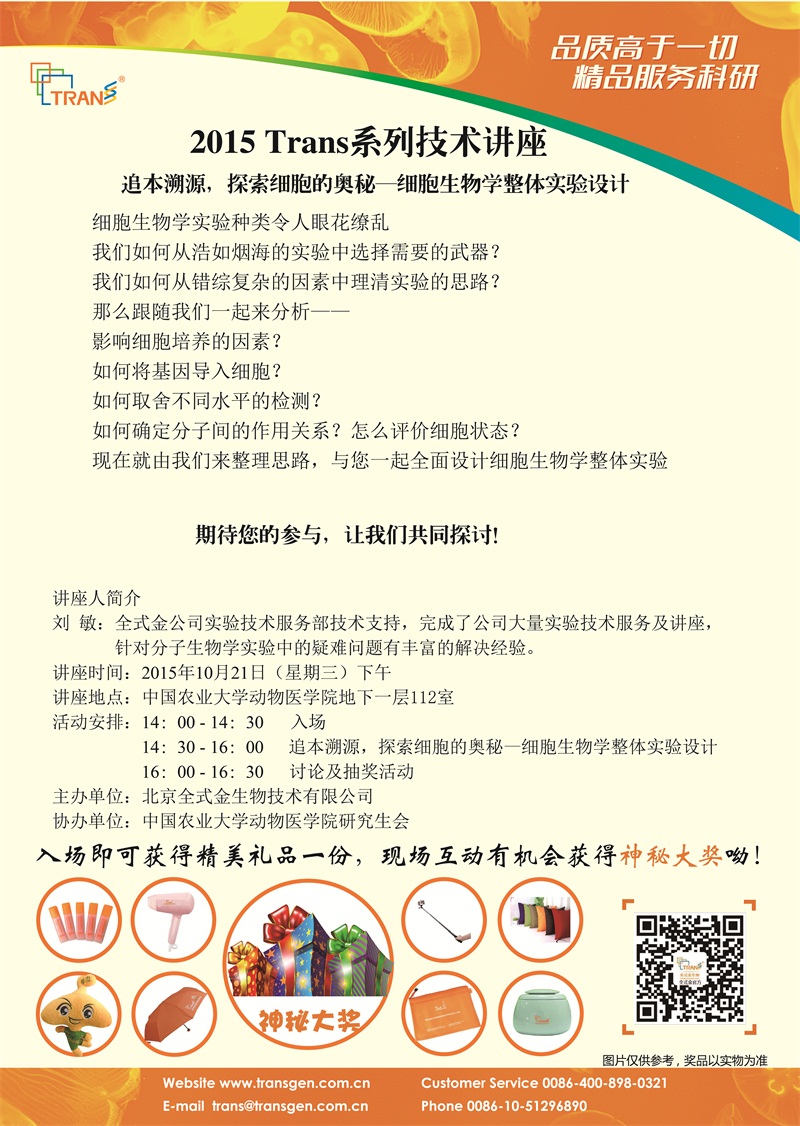 品质高于一切
精品服务科研
TRANS®
2015 Trans系列技术讲座
追本溯源，探索细胞的奥秘—细胞生物学整体实验设计
细胞生物学实验种类令人眼花缭乱
我们如何从浩如烟海的实验中选择需要的武器？
我们如何从错综复杂的因素中理清实验的思路？
那么跟随我们一起来分析——
影响细胞培养的因素？
如何将基因导入细胞？
如何取舍不同水平的检测？
如何确定分子间的作用关系？怎么评价细胞状态？
现在就由我们来整理思路，与您一起全面设计细胞生物学整体实验
期待您的参与，让我们共同探讨!
讲座人简介
刘 敏：全式金公司实验技术服务部技术支持，完成了公司大量实验技术服务及讲座，
针对分子生物学实验中的疑难问题有丰富的解决经验。
讲座时间：2015年10月21日（星期三）下午
讲座地点：中国农业大学动物医学院地下一层112室
活动安排：14：00 - 14：30 入场
14：30 - 16：00 追本溯源，探索细胞的奥秘—细胞生物学整体实验设计
16：00 - 16：30 讨论及抽奖活动
主办单位：北京全式金生物技术有限公司
协办单位：中国农业大学动物医学院研究生会
入场即可获得精美礼品一份，现场互动有机会获得神秘大奖呦！
神秘大奖
TRANS
全式金官方
图片仅供参考，奖品以实物为准
Website www.transgen.com.cn
Customer Service 0086-400-898-0321
E-mail trans@transgen.com.cn
Phone 0086-10-51296890